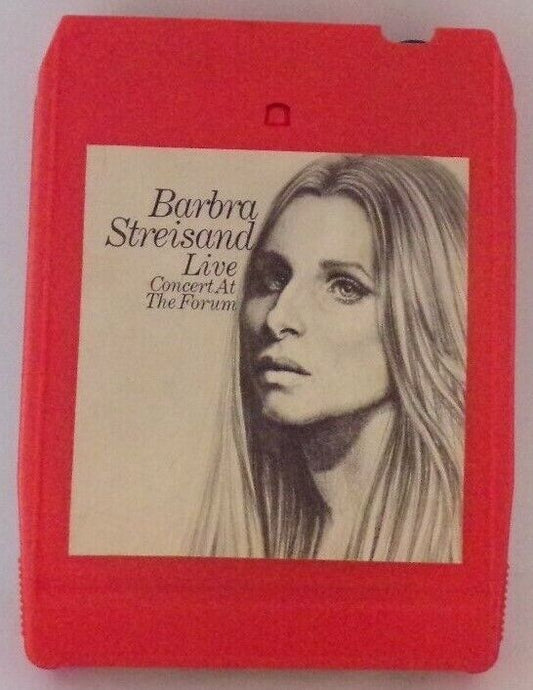 Barbra
Streisand
Live
Concert At
The Forum